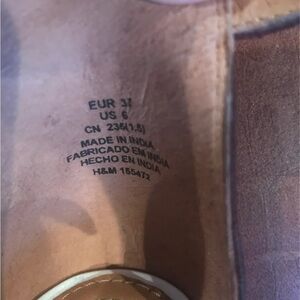 EUR 37
US 6
CN 235(1.5)
MADE IN INDIA
FABRICADO EM INDIA
HECHO EN INDIA
H&M 155472